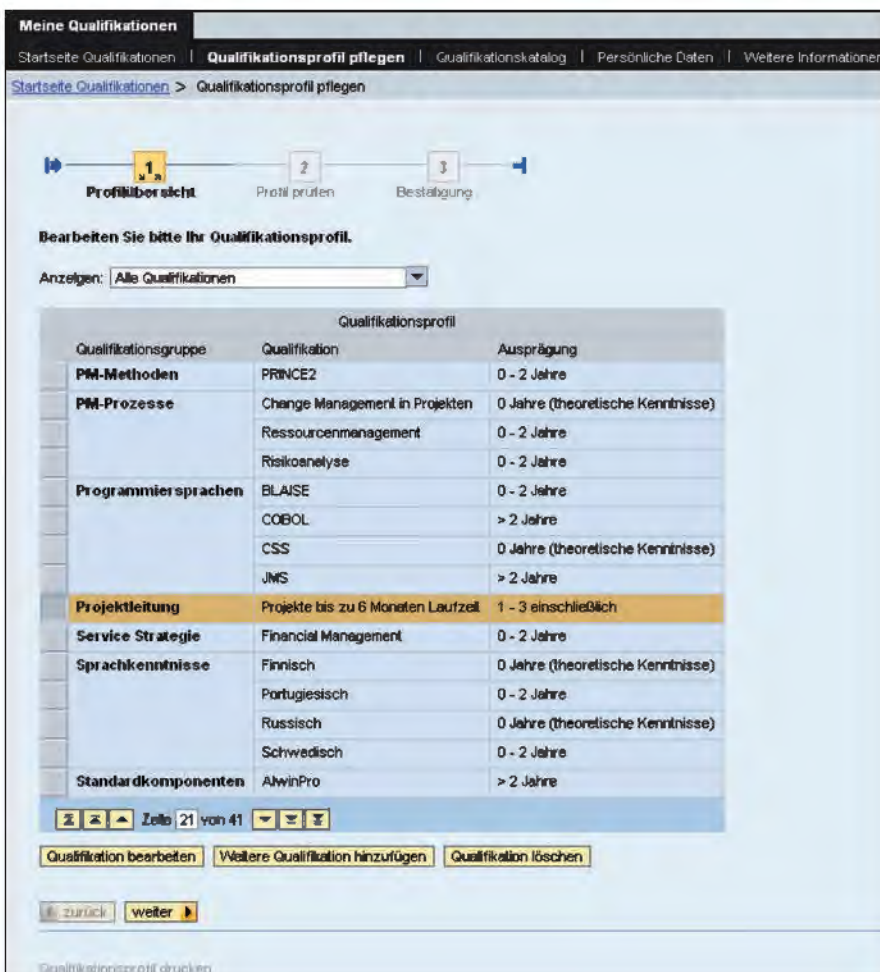 Meine Qualifikationen
Startseite Qualifikationen | Qualifikationsprofil pflegen | Qualifikationskatalog | Persönliche Daten | Weitere Informationen
Startseite Qualifikationen > Qualifikationsprofil pflegen
1 2 3
Profilübersicht Profil prüfen Bestätigung
Bearbeiten Sie bitte Ihr Qualifikationsprofil.
Anzeigen: Alle Qualifikationen
Qualifikationsprofil
Qualifikationsgruppe Qualifikation Ausprägung
PM-Methoden PRINCE2 0 - 2 Jahre
PM-Prozesse Change Management in Projekten 0 Jahre (theoretische Kenntnisse)
Ressourcenmanagement 0 - 2 Jahre
Risikoanalyse 0 - 2 Jahre
Programmiersprachen BLAISE 0 - 2 Jahre
COBOL > 2 Jahre
CSS 0 Jahre (theoretische Kenntnisse)
JMS > 2 Jahre
Projektleitung Projekte bis zu 6 Monaten Laufzeit 1 - 3 einschließlich
Service Strategie Financial Management 0 - 2 Jahre
Sprachkenntnisse Finnisch 0 Jahre (theoretische Kenntnisse)
Portugiesisch 0 - 2 Jahre
Russisch 0 Jahre (theoretische Kenntnisse)
Schwedisch 0 - 2 Jahre
Standardkomponenten AlwinPro > 2 Jahre
Zeile 21 von 41
Qualifikation bearbeiten Weitere Qualifikation hinzufügen Qualifikation löschen
zurück weiter
Qualifikationsprofil drucken